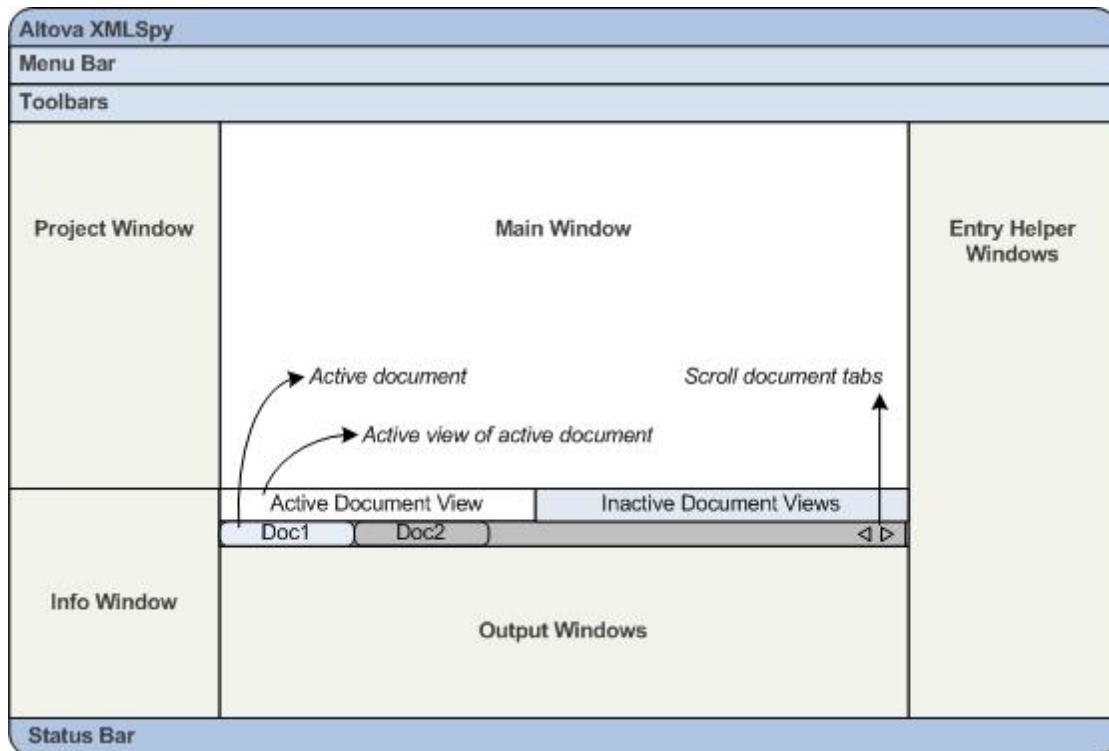 Altova XMLSpy
Menu Bar
Toolbars
Project Window
Main Window
Entry Helper
Windows
Active document
Scroll document tabs
Active view of active document
Active Document View
Inactive Document Views
Doc1
Doc2
Info Window
Output Windows
Status Bar